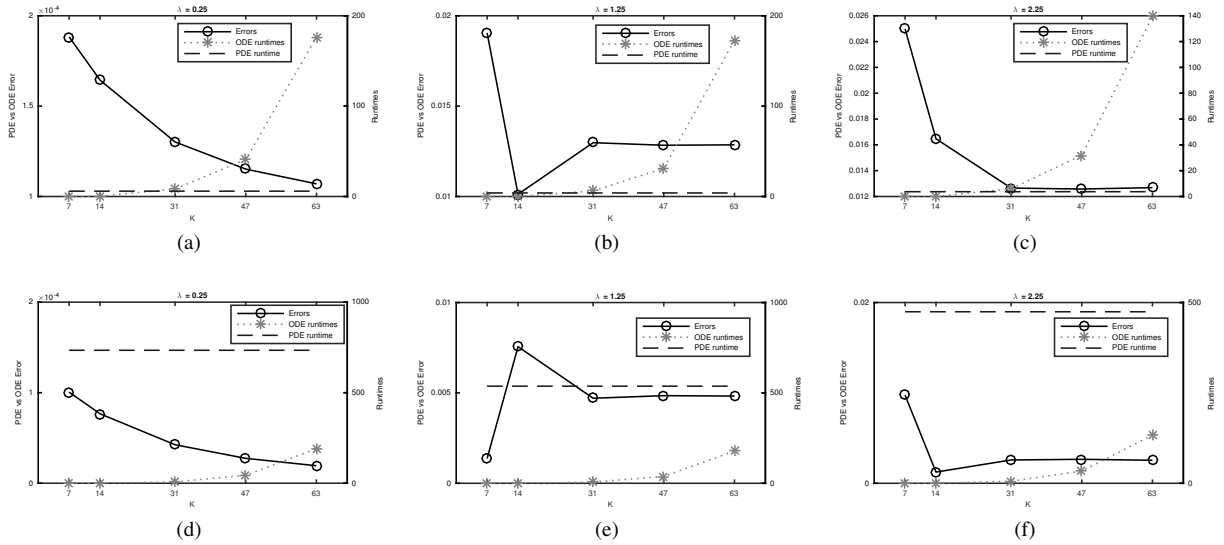 ×10⁻⁴
λ = 0.25
2
1.5
1
200
100
0
Errors
ODE runtimes
PDE runtime
PDE vs ODE Error
Runtimes
7 14 31 47 63
K
(a)
λ = 1.25
0.02
0.015
0.01
200
100
0
Errors
ODE runtimes
PDE runtime
PDE vs ODE Error
Runtimes
7 14 31 47 63
K
(b)
λ = 2.25
0.026
0.024
0.022
0.02
0.018
0.016
0.014
0.012
140
120
100
80
60
40
20
0
Errors
ODE runtimes
PDE runtime
PDE vs ODE Error
Runtimes
7 14 31 47 63
K
(c)
×10⁻⁴
λ = 0.25
2
1
0
1000
500
0
Errors
ODE runtimes
PDE runtime
PDE vs ODE Error
Runtimes
7 14 31 47 63
K
(d)
λ = 1.25
0.01
0.005
0
1000
500
0
Errors
ODE runtimes
PDE runtime
PDE vs ODE Error
Runtimes
7 14 31 47 63
K
(e)
λ = 2.25
0.02
0.01
0
500
0
Errors
ODE runtimes
PDE runtime
PDE vs ODE Error
Runtimes
7 14 31 47 63
K
(f)